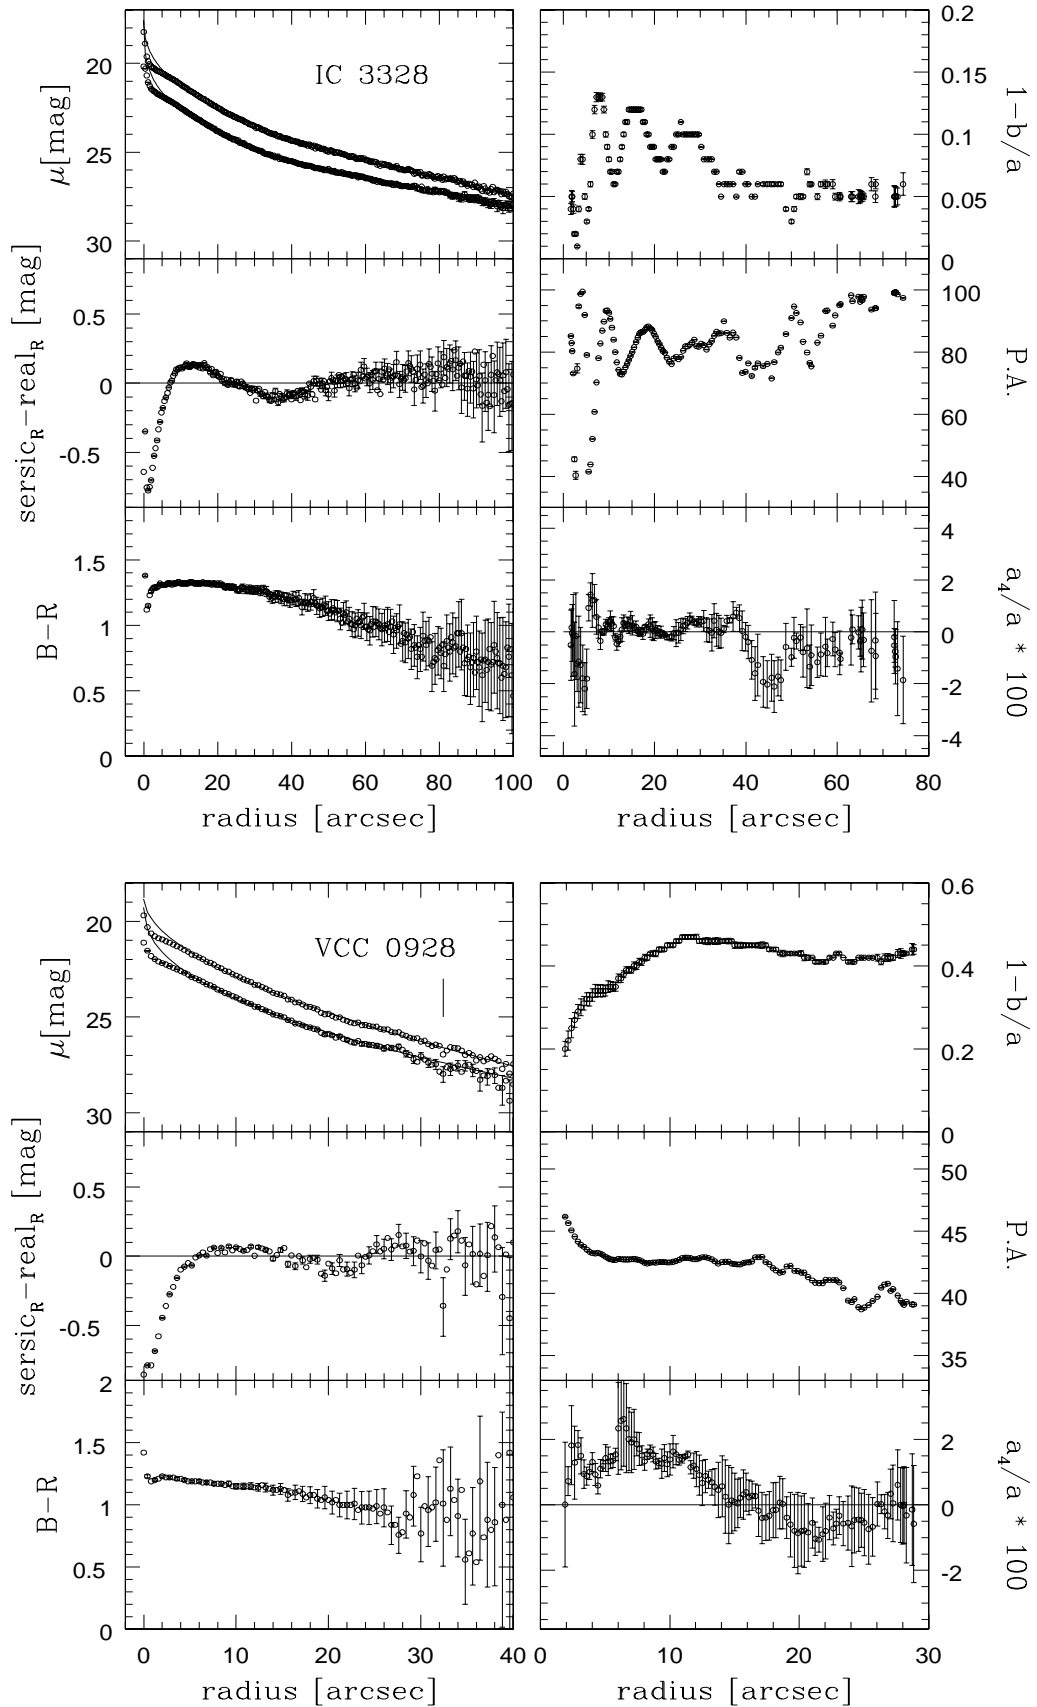 IC 3328
μ[mag]
20
25
30
0.2
0.15
0.1
0.05
0
1−b/a
sersic_R−real_R [mag]
0.5
0
-0.5
100
80
60
40
P.A.
B−R
1.5
1
0.5
0
4
2
0
-2
-4
a_4/a * 100
0 20 40 60 80 100
0 20 40 60 80
radius [arcsec]
radius [arcsec]
VCC 0928
μ[mag]
20
25
30
0.6
0.4
0.2
0
1−b/a
sersic_R−real_R [mag]
0.5
0
-0.5
50
45
40
35
P.A.
B−R
2
1.5
1
0.5
0
2
0
-2
a_4/a * 100
0 10 20 30 40
0 10 20 30
radius [arcsec]
radius [arcsec]